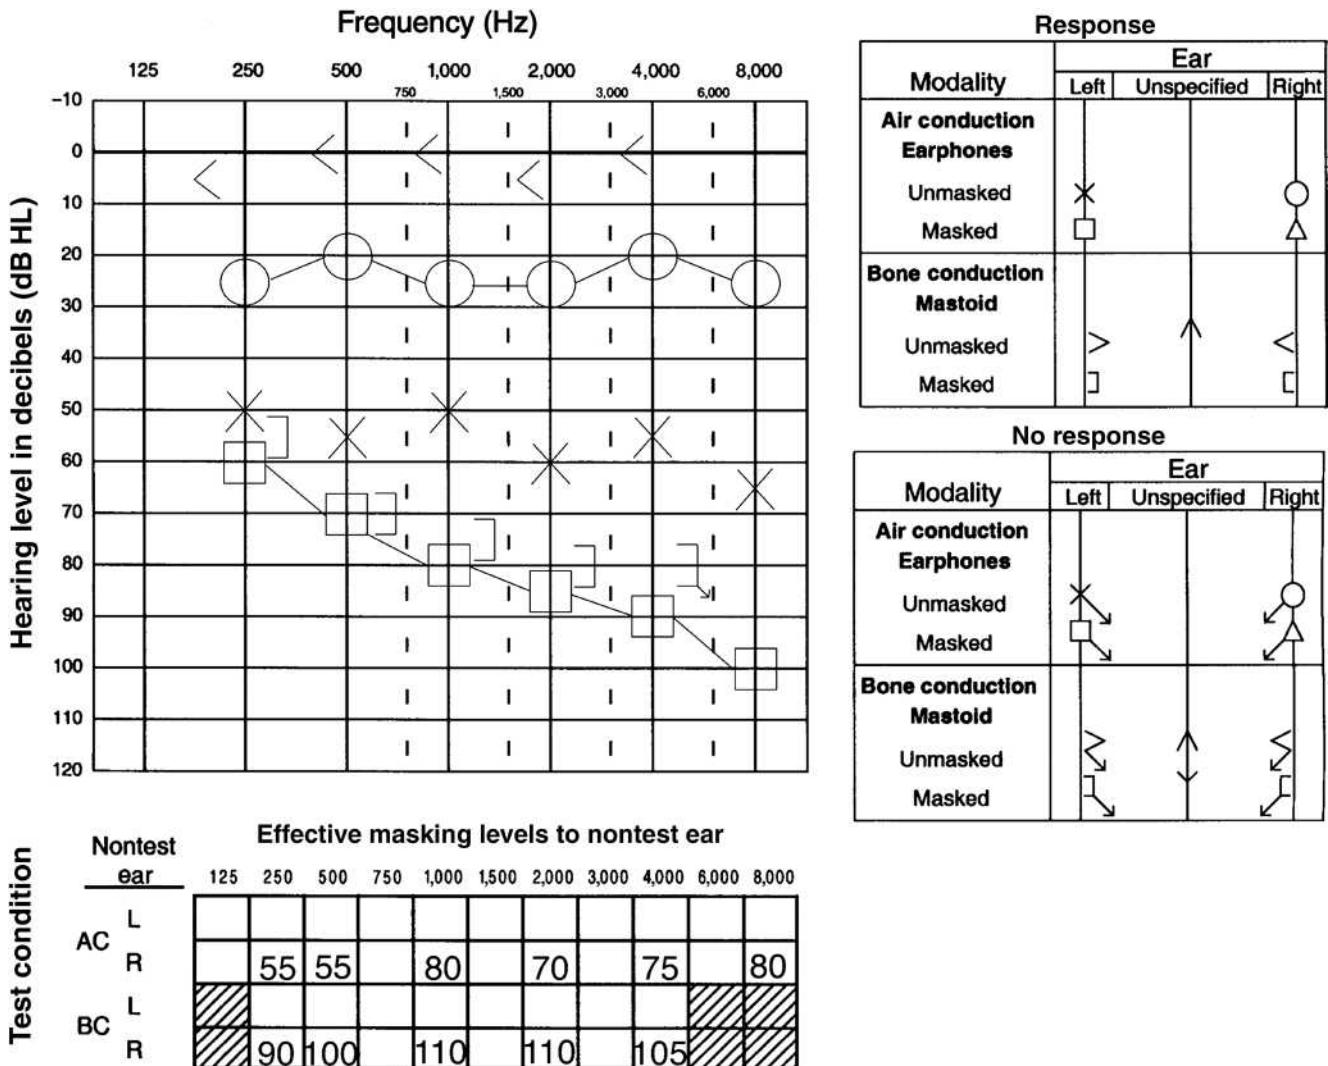 Frequency (Hz)
125 250 500 1,000 2,000 4,000 8,000
750 1,500 3,000 6,000
Hearing level in decibels (dB HL)
–10
0
10
20
30
40
50
60
70
80
90
100
110
120
Response
Modality
Ear
Left Unspecified Right
Air conduction
Earphones
Unmasked
Masked
Bone conduction
Mastoid
Unmasked
Masked
No response
Modality
Ear
Left Unspecified Right
Air conduction
Earphones
Unmasked
Masked
Bone conduction
Mastoid
Unmasked
Masked
Effective masking levels to nontest ear
Test condition
Nontest
ear
125 250 500 750 1,000 1,500 2,000 3,000 4,000 6,000 8,000
AC
L
R 55 55 80 70 75 80
BC
L
R 90 100 110 110 105